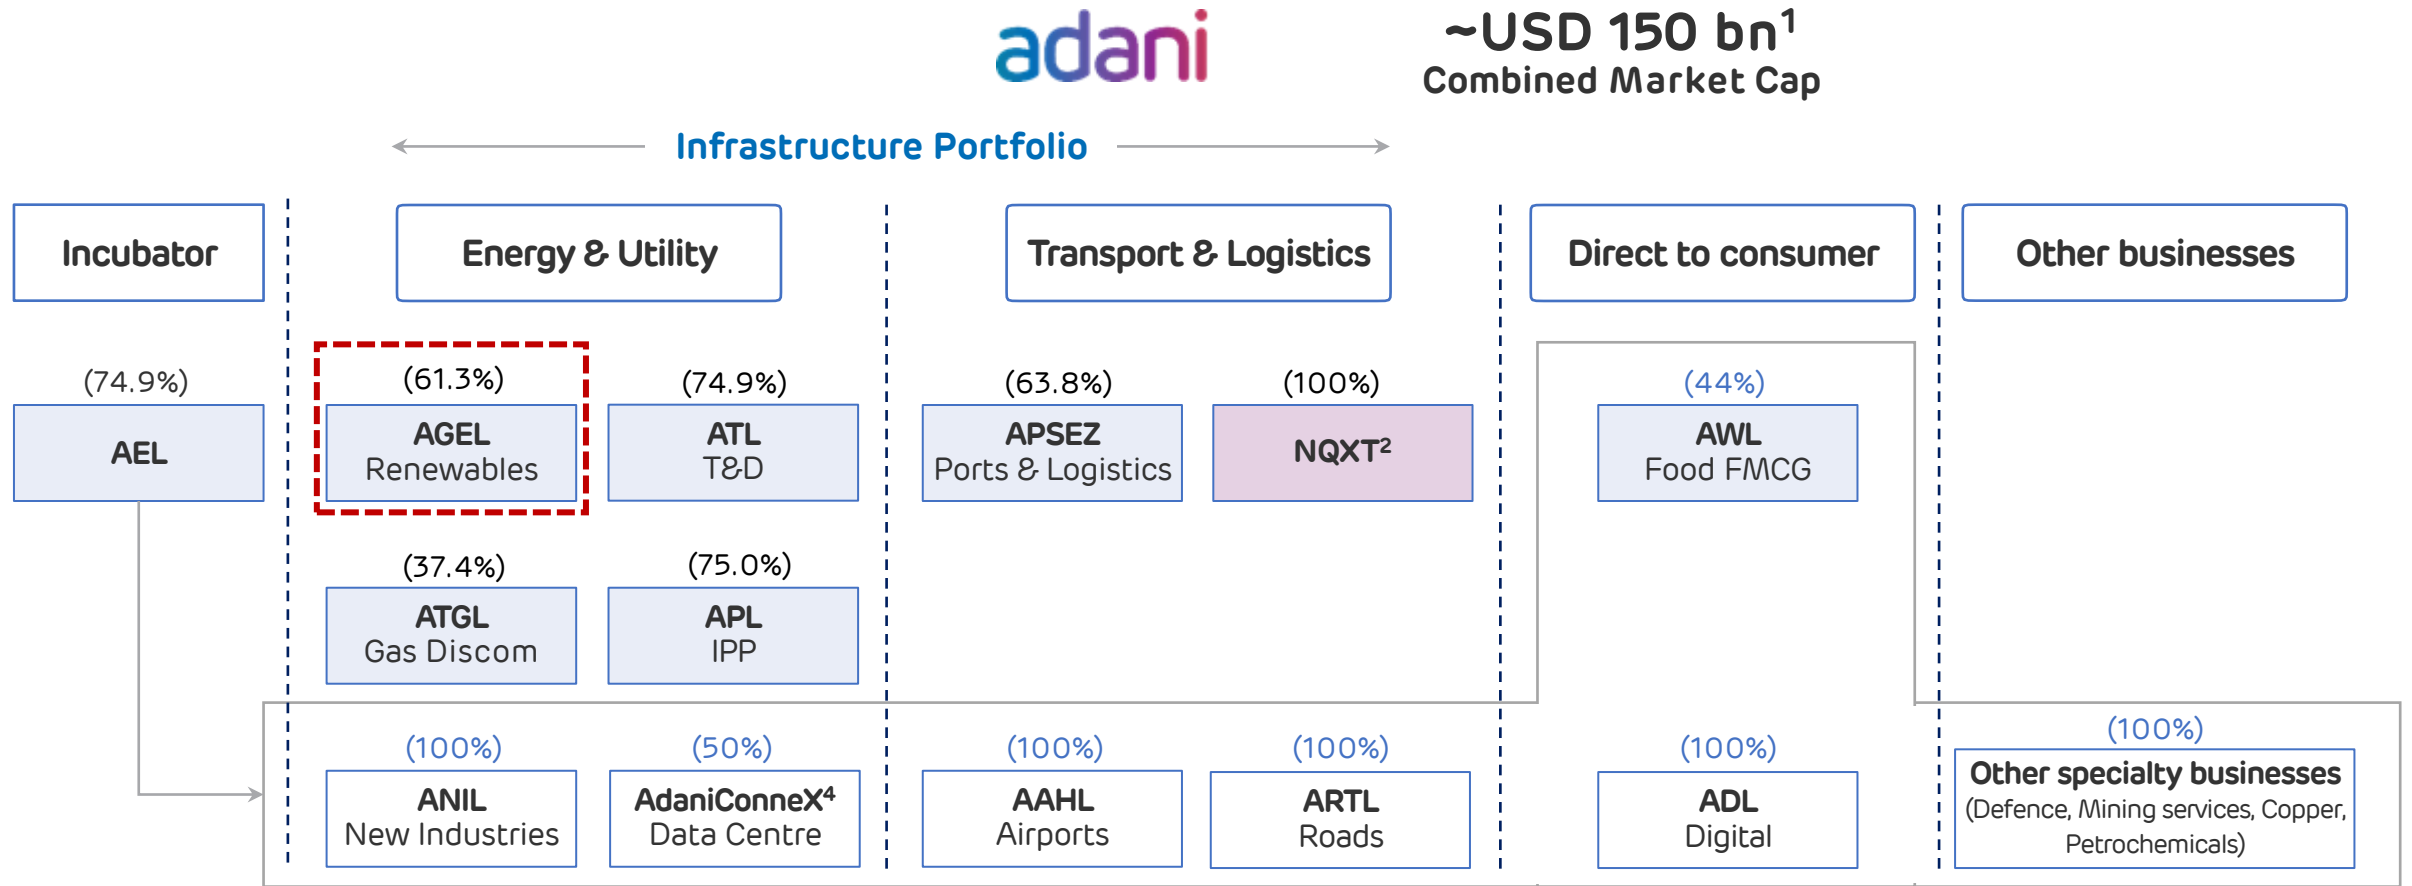 adani
~USD 150 bn¹
Combined Market Cap
Infrastructure Portfolio
Incubator
Energy & Utility
Transport & Logistics
Direct to consumer
Other businesses
(74.9%)
AEL
(61.3%)
AGEL
Renewables
(74.9%)
ATL
T&D
(63.8%)
APSEZ
Ports & Logistics
(100%)
NQXT²
(44%)
AWL
Food FMCG
(37.4%)
ATGL
Gas Discom
(75.0%)
APL
IPP
(100%)
ANIL
New Industries
(50%)
AdaniConneX⁴
Data Centre
(100%)
AAHL
Airports
(100%)
ARTL
Roads
(100%)
ADL
Digital
(100%)
Other specialty businesses
(Defence, Mining services, Copper,
Petrochemicals)